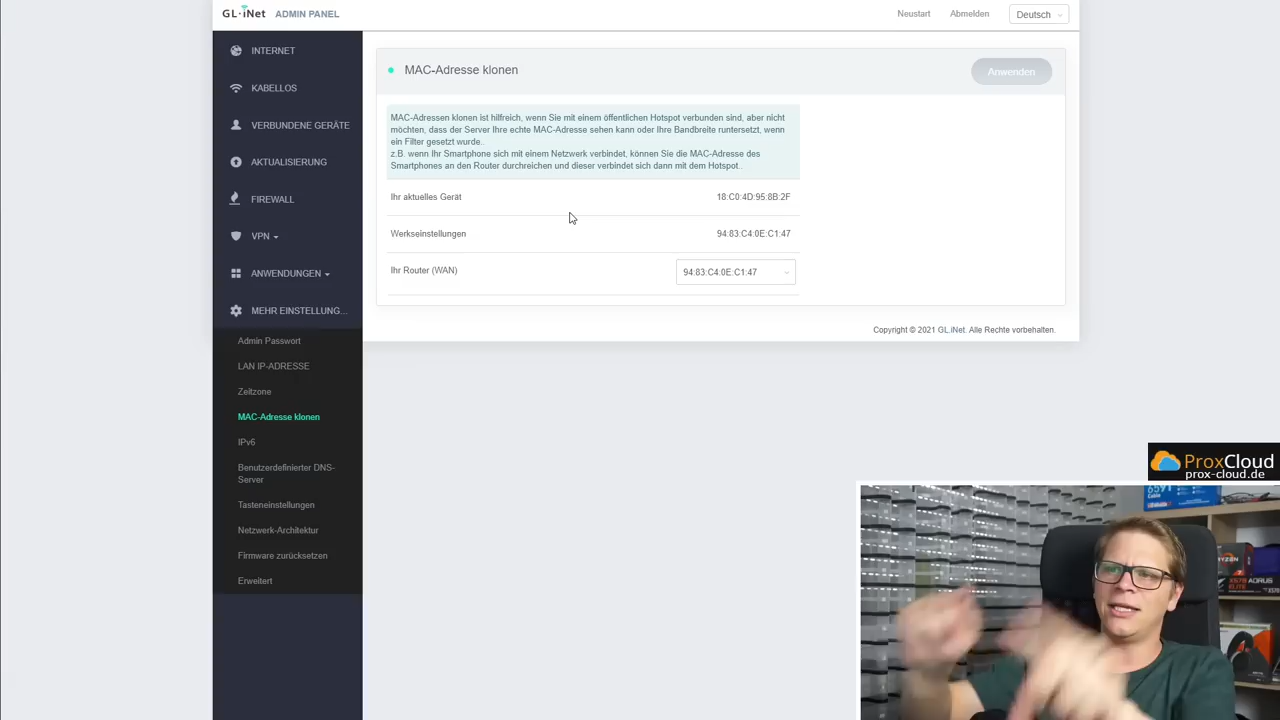 GL·iNet ADMIN PANEL
Neustart Abmelden Deutsch
INTERNET
KABELLOS
VERBUNDENE GERÄTE
AKTUALISIERUNG
FIREWALL
VPN
ANWENDUNGEN
MEHR EINSTELLUNG...
Admin Passwort
LAN IP-ADRESSE
Zeitzone
MAC-Adresse klonen
IPv6
Benutzerdefinierter DNS-
Server
Tasteneinstellungen
Netzwerk-Architektur
Firmware zurücksetzen
Erweitert
MAC-Adresse klonen
Anwenden
MAC-Adressen klonen ist hilfreich, wenn Sie mit einem öffentlichen Hotspot verbunden sind, aber nicht
möchten, dass der Server Ihre echte MAC-Adresse sehen kann oder Ihre Bandbreite runtersetzt, wenn
ein Filter gesetzt wurde..
z.B. wenn Ihr Smartphone sich mit einem Netzwerk verbindet, können Sie die MAC-Adresse des
Smartphones an den Router durchreichen und dieser verbindet sich dann mit dem Hotspot..
Ihr aktuelles Gerät 18:C0:4D:95:8B:2F
Werkseinstellungen 94:83:C4:0E:C1:47
Ihr Router (WAN) 94:83:C4:0E:C1:47
Copyright © 2021 GL.iNet. Alle Rechte vorbehalten.
ProxCloud
prox-cloud.de
RYZEN
X570 AORUS
ELITE